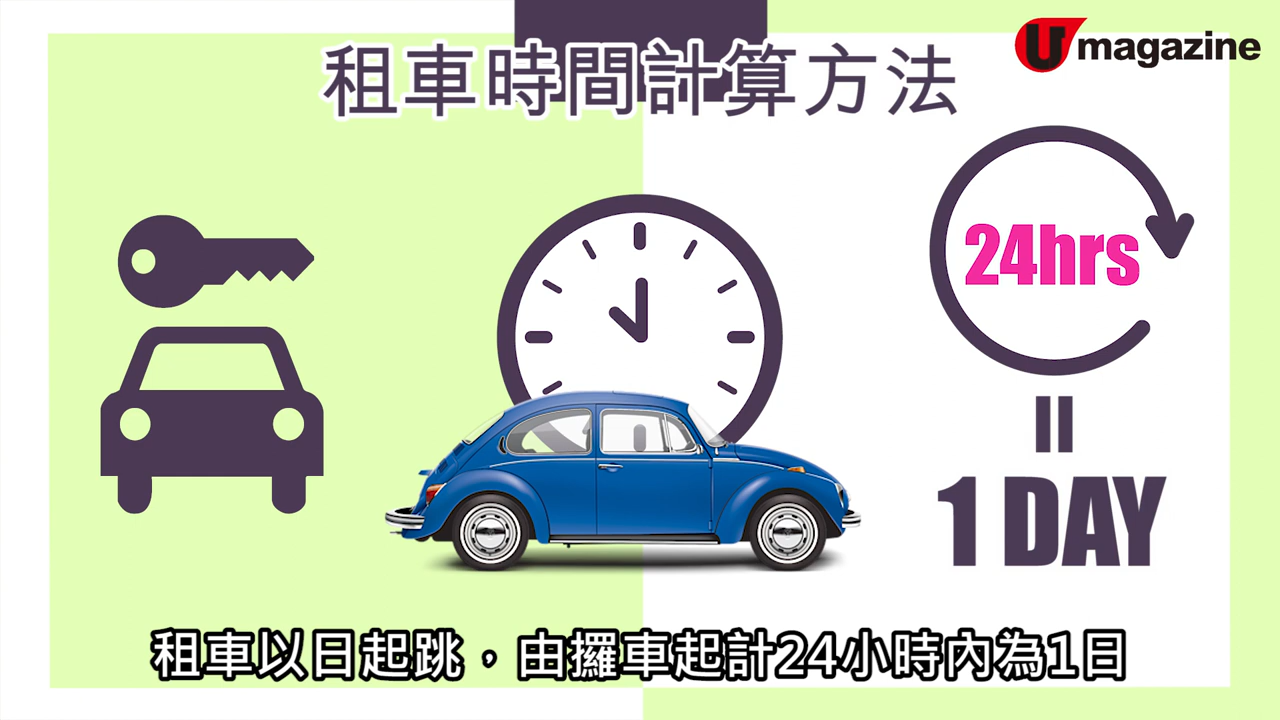 U magazine
租車時間計算方法
24hrs
=
1 DAY
租車以日起跳，由攞車起計24小時內為1日